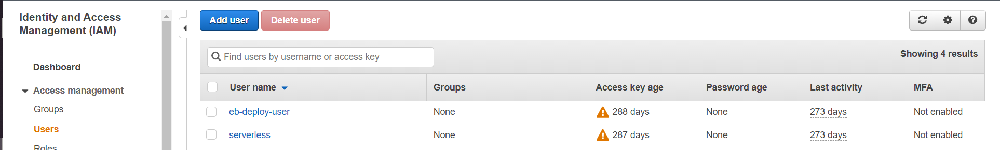 Identity and Access
Management (IAM)
Dashboard
Access management
Groups
Users
Roles
Add user
Delete user
Find users by username or access key
Showing 4 results
User name Groups Access key age Password age Last activity MFA
eb-deploy-user None 288 days None 273 days Not enabled
serverless None 287 days None 273 days Not enabled